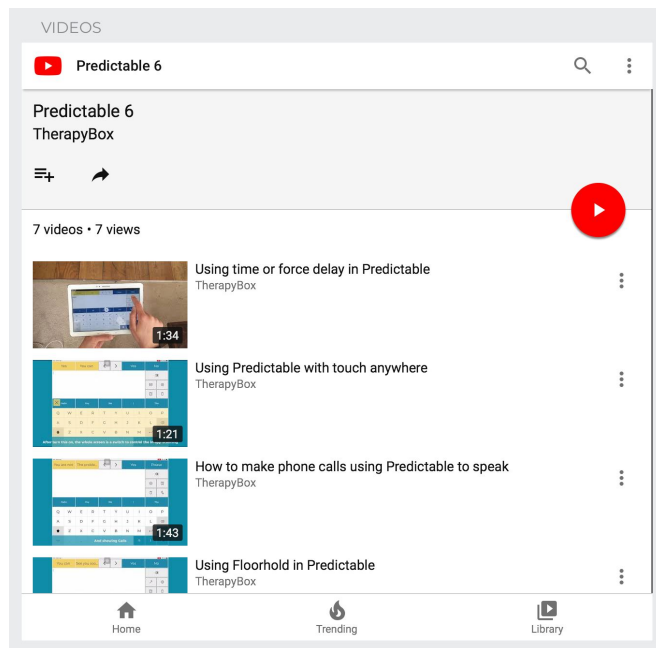 VIDEOS
Predictable 6
Predictable 6
TherapyBox
7 videos • 7 views
Using time or force delay in Predictable
TherapyBox
1:34
Using Predictable with touch anywhere
TherapyBox
1:21
How to make phone calls using Predictable to speak
TherapyBox
Q W E R T Y U I O P
1:43
Using Floorhold in Predictable
TherapyBox
Home
Trending
Library